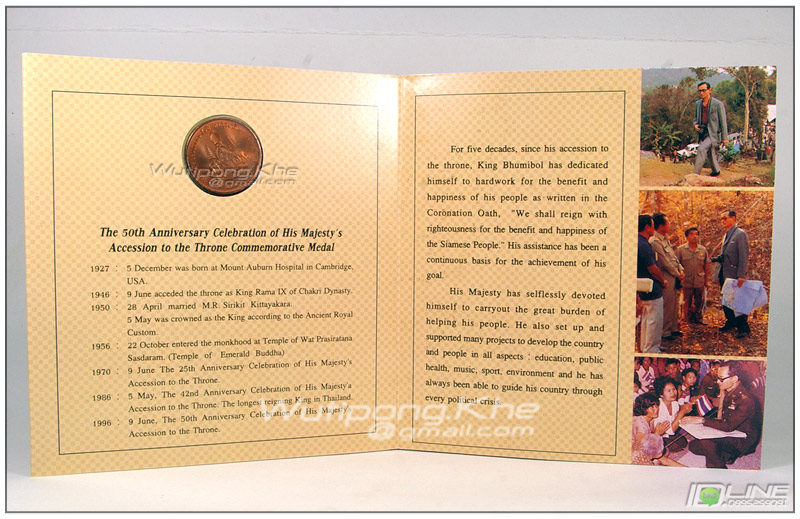 Wutipong.Khe
@gmail.com
The 50th Anniversary Celebration of His Majesty's
Accession to the Throne Commemorative Medal
1927 : 5 December was born at Mount Auburn Hospital in Cambridge,
USA.
1946 : 9 June acceded the throne as King Rama IX of Chakri Dynasty.
1950 : 28 April married M.R. Sirikir Kittayakara.
5 May was crowned as the King according to the Ancient Royal
Custom.
1956 : 22 October entered the monkhood at Temple of Wat Prasiratana
Sasdaram. (Temple of Emerald Buddha)
1970 : 9 June The 25th Anniversary Celebration of His Majesty's
Accession to the Throne.
1986 : 5 May, The 42nd Anniversary Celebration of His Majesty'a
Accession to the Throne. The longest reigning King in Thailand.
1996 : 9 June, The 50th Anniversary Celebration of His Majesty'
Accession to the Throne.
For five decades, since his accession to
the throne, King Bhumibol has dedicated
himself to hardwork for the benefit and
happiness of his people as written in the
Coronation Oath, "We shall reign with
righteousness for the benefit and happiness of
the Siamese People." His assistance has been a
continuous basis for the achievement of his
goal.
His Majesty has selflessly devoted
himself to carryout the great burden of
helping his people. He also set up and
supported many projects to develop the country
and people in all aspects : education, public
health, music, sport, environment and he has
always been able to guide his country through
every political crisis.
Wutipong.Khe
@gmail.com
ID LINE